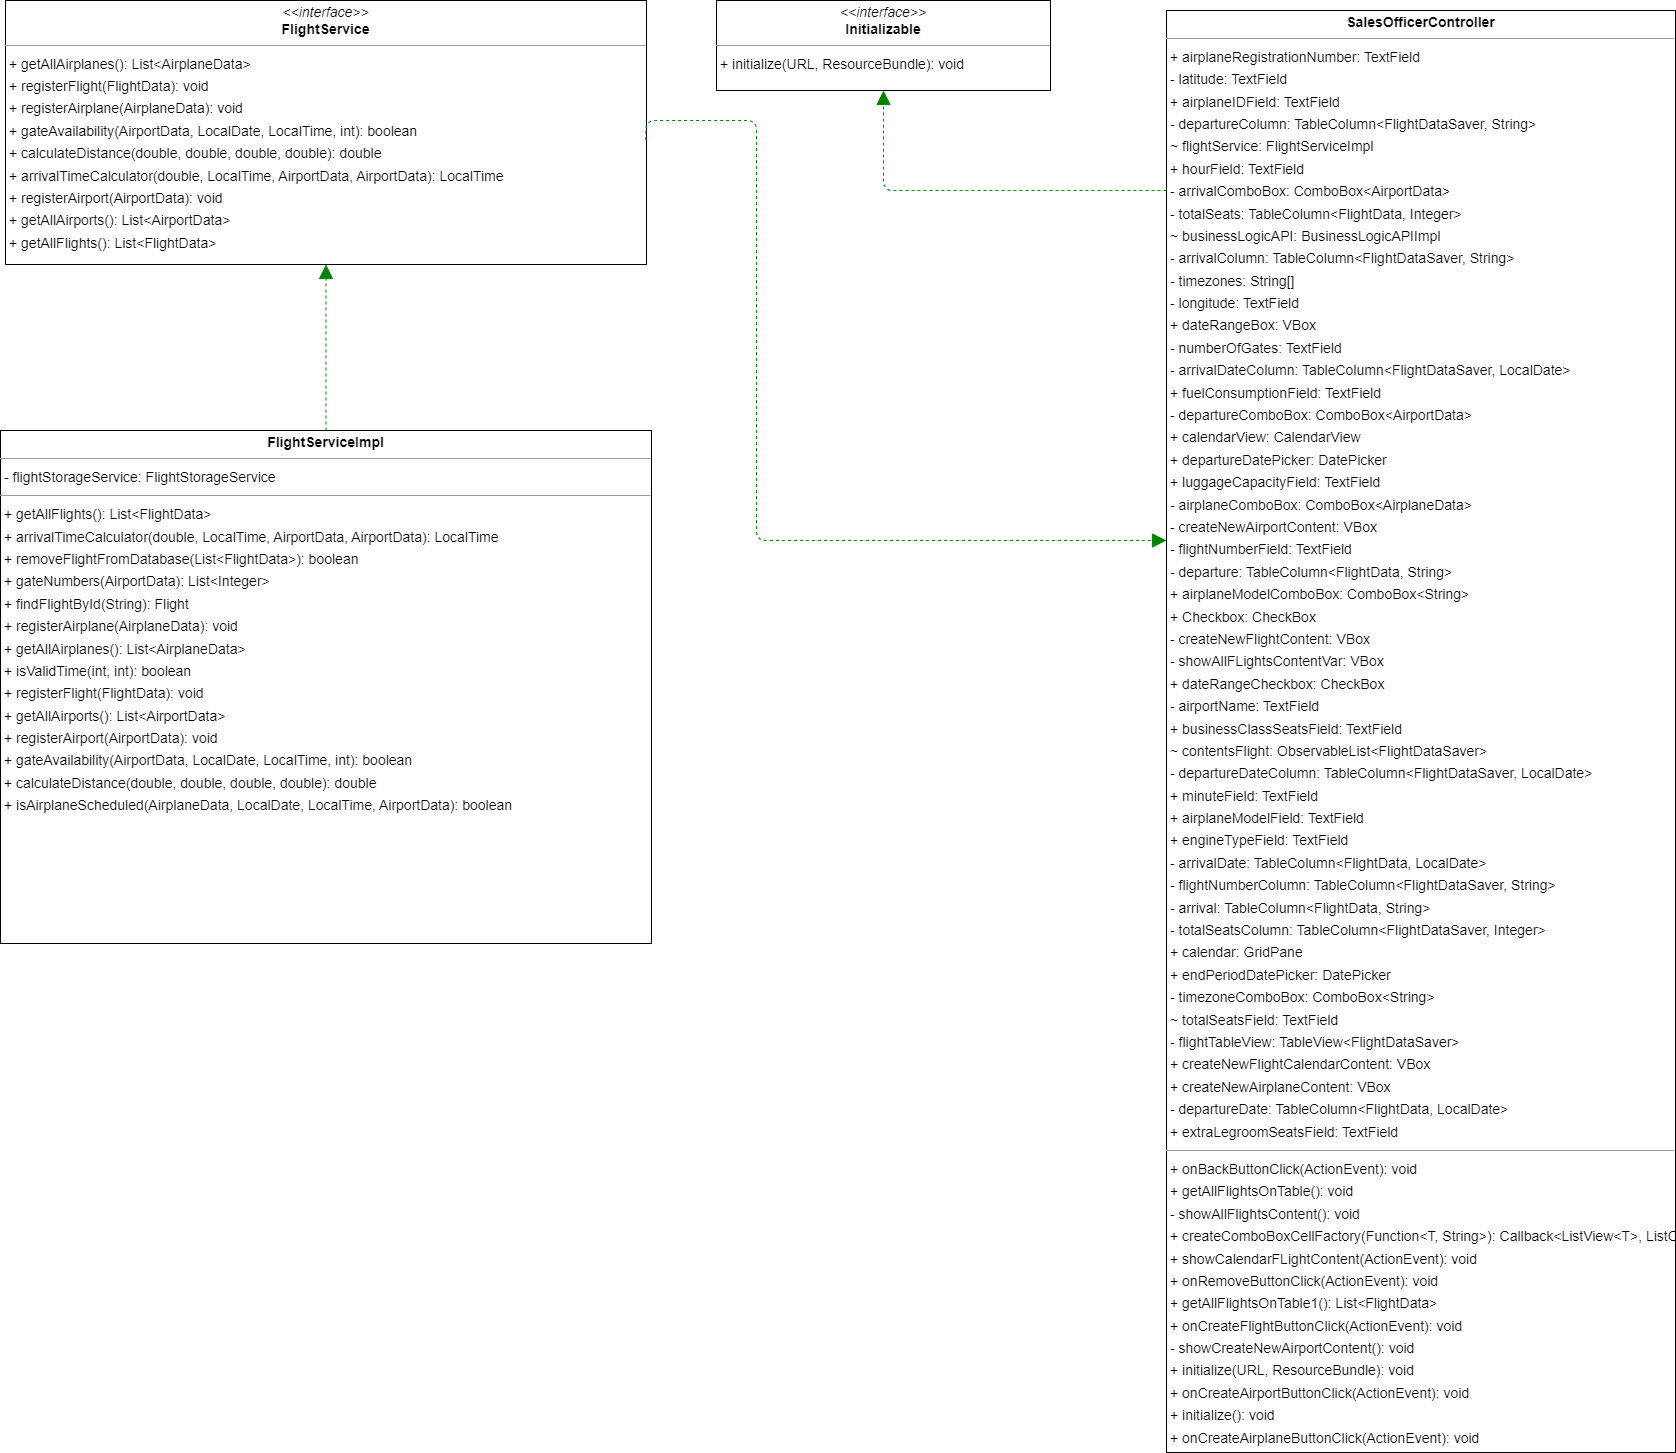 <<interface>>
FlightService
+ getAllAirplanes(): List<AirplaneData>
+ registerFlight(FlightData): void
+ registerAirplane(AirplaneData): void
+ gateAvailability(AirportData, LocalDate, LocalTime, int): boolean
+ calculateDistance(double, double, double, double): double
+ arrivalTimeCalculator(double, LocalTime, AirportData, AirportData): LocalTime
+ registerAirport(AirportData): void
+ getAllAirports(): List<AirportData>
+ getAllFlights(): List<FlightData>
<<interface>>
Initializable
+ initialize(URL, ResourceBundle): void
FlightServiceImpl
- flightStorageService: FlightStorageService
+ getAllFlights(): List<FlightData>
+ arrivalTimeCalculator(double, LocalTime, AirportData, AirportData): LocalTime
+ removeFlightFromDatabase(List<FlightData>): boolean
+ gateNumbers(AirportData): List<Integer>
+ findFlightById(String): Flight
+ registerAirplane(AirplaneData): void
+ getAllAirplanes(): List<AirplaneData>
+ isValidTime(int, int): boolean
+ registerFlight(FlightData): void
+ getAllAirports(): List<AirportData>
+ registerAirport(AirportData): void
+ gateAvailability(AirportData, LocalDate, LocalTime, int): boolean
+ calculateDistance(double, double, double, double): double
+ isAirplaneScheduled(AirplaneData, LocalDate, LocalTime, AirportData): boolean
SalesOfficerController
+ airplaneRegistrationNumber: TextField
- latitude: TextField
+ airplaneIDField: TextField
- departureColumn: TableColumn<FlightDataSaver, String>
~ flightService: FlightServiceImpl
+ hourField: TextField
- arrivalComboBox: ComboBox<AirportData>
- totalSeats: TableColumn<FlightData, Integer>
~ businessLogicAPI: BusinessLogicAPIImpl
- arrivalColumn: TableColumn<FlightDataSaver, String>
- timezones: String[]
- longitude: TextField
+ dateRangeBox: VBox
- numberOfGates: TextField
- arrivalDateColumn: TableColumn<FlightDataSaver, LocalDate>
+ fuelConsumptionField: TextField
- departureComboBox: ComboBox<AirportData>
+ calendarView: CalendarView
+ departureDatePicker: DatePicker
+ luggageCapacityField: TextField
- airplaneComboBox: ComboBox<AirplaneData>
- createNewAirportContent: VBox
- flightNumberField: TextField
- departure: TableColumn<FlightData, String>
+ airplaneModelComboBox: ComboBox<String>
+ Checkbox: CheckBox
- createNewFlightContent: VBox
- showAllFLightsContentVar: VBox
+ dateRangeCheckbox: CheckBox
- airportName: TextField
+ businessClassSeatsField: TextField
~ contentsFlight: ObservableList<FlightDataSaver>
- departureDateColumn: TableColumn<FlightDataSaver, LocalDate>
+ minuteField: TextField
+ airplaneModelField: TextField
+ engineTypeField: TextField
- arrivalDate: TableColumn<FlightData, LocalDate>
- flightNumberColumn: TableColumn<FlightDataSaver, String>
- arrival: TableColumn<FlightData, String>
- totalSeatsColumn: TableColumn<FlightDataSaver, Integer>
+ calendar: GridPane
+ endPeriodDatePicker: DatePicker
- timezoneComboBox: ComboBox<String>
~ totalSeatsField: TextField
- flightTableView: TableView<FlightDataSaver>
+ createNewFlightCalendarContent: VBox
+ createNewAirplaneContent: VBox
- departureDate: TableColumn<FlightData, LocalDate>
+ extraLegroomSeatsField: TextField
+ onBackButtonClick(ActionEvent): void
+ getAllFlightsOnTable(): void
- showAllFlightsContent(): void
+ createComboBoxCellFactory(Function<T, String>): Callback<ListView<T>,
+ showCalendarFLightContent(ActionEvent): void
+ onRemoveButtonClick(ActionEvent): void
+ getAllFlightsOnTable1(): List<FlightData>
+ onCreateFlightButtonClick(ActionEvent): void
- showCreateNewAirportContent(): void
+ initialize(URL, ResourceBundle): void
+ onCreateAirportButtonClick(ActionEvent): void
+ initialize(): void
+ onCreateAirplaneButtonClick(ActionEvent): void